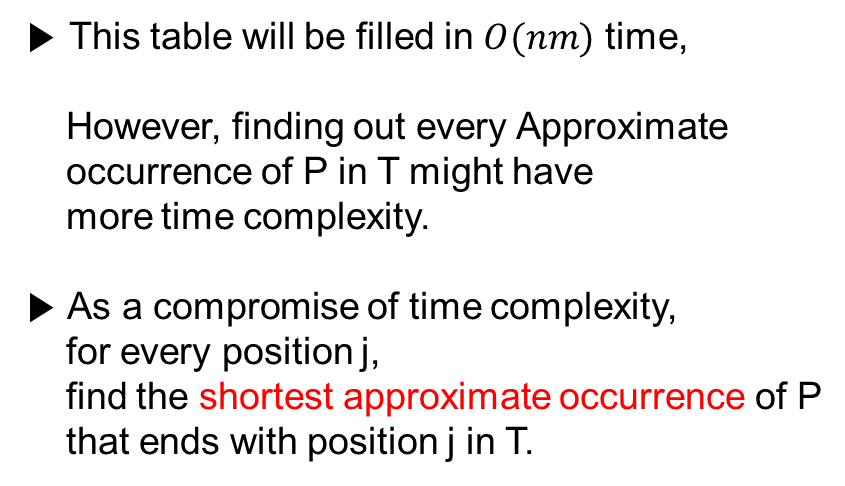 ▶ This table will be filled in O(nm) time,
However, finding out every Approximate
occurrence of P in T might have
more time complexity.
▶ As a compromise of time complexity,
for every position j,
find the shortest approximate occurrence of P
that ends with position j in T.